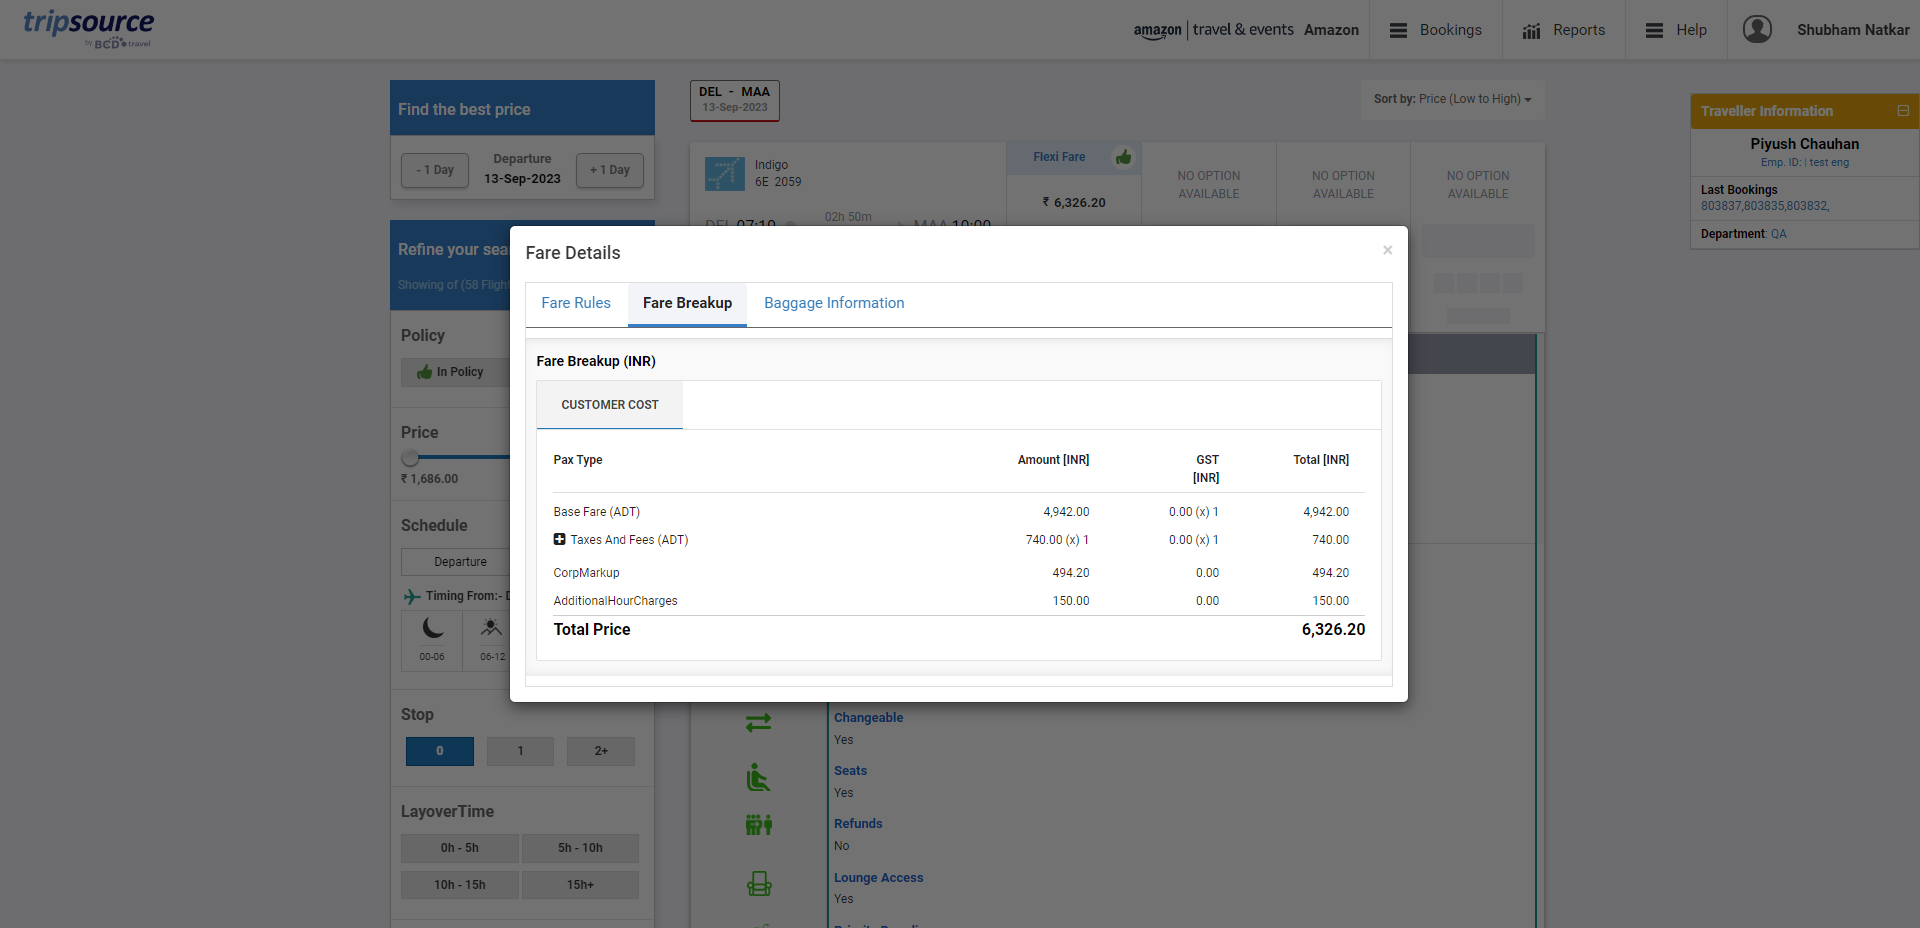 tripsource
by BCD travel
amazon | travel & events Amazon
Bookings
Reports
Help
Shubham Natkar
Find the best price
- 1 Day
Departure
13-Sep-2023
+ 1 Day
DEL - MAA
13-Sep-2023
Sort by: Price (Low to High)
Traveller Information
Piyush Chauhan
Emp. ID: | test eng
Last Bookings
803837,803835,803832,
Department: QA
Indigo
6E 2059
DEL 07:10
02h 50m
MAA 10:00
Flexi Fare
₹ 6,326.20
NO OPTION
AVAILABLE
NO OPTION
AVAILABLE
NO OPTION
AVAILABLE
Refine your sea
Showing of (58 Flight
Policy
In Policy
Price
₹ 1,686.00
Schedule
Departure
Timing From:- D
00-06
06-12
Stop
0
1
2+
LayoverTime
0h - 5h
5h - 10h
10h - 15h
15h+
Fare Details
×
Fare Rules
Fare Breakup
Baggage Information
Fare Breakup (INR)
CUSTOMER COST
Pax Type Amount [INR] GST [INR] Total [INR]
Base Fare (ADT) 4,942.00 0.00 (x) 1 4,942.00
Taxes And Fees (ADT) 740.00 (x) 1 0.00 (x) 1 740.00
CorpMarkup 494.20 0.00 494.20
AdditionalHourCharges 150.00 0.00 150.00
Total Price 6,326.20
Changeable
Yes
Seats
Yes
Refunds
No
Lounge Access
Yes